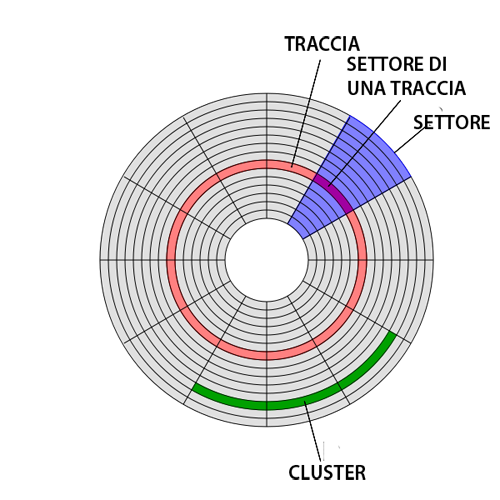 TRACCIA
SETTORE DI
UNA TRACCIA
SETTORE
CLUSTER